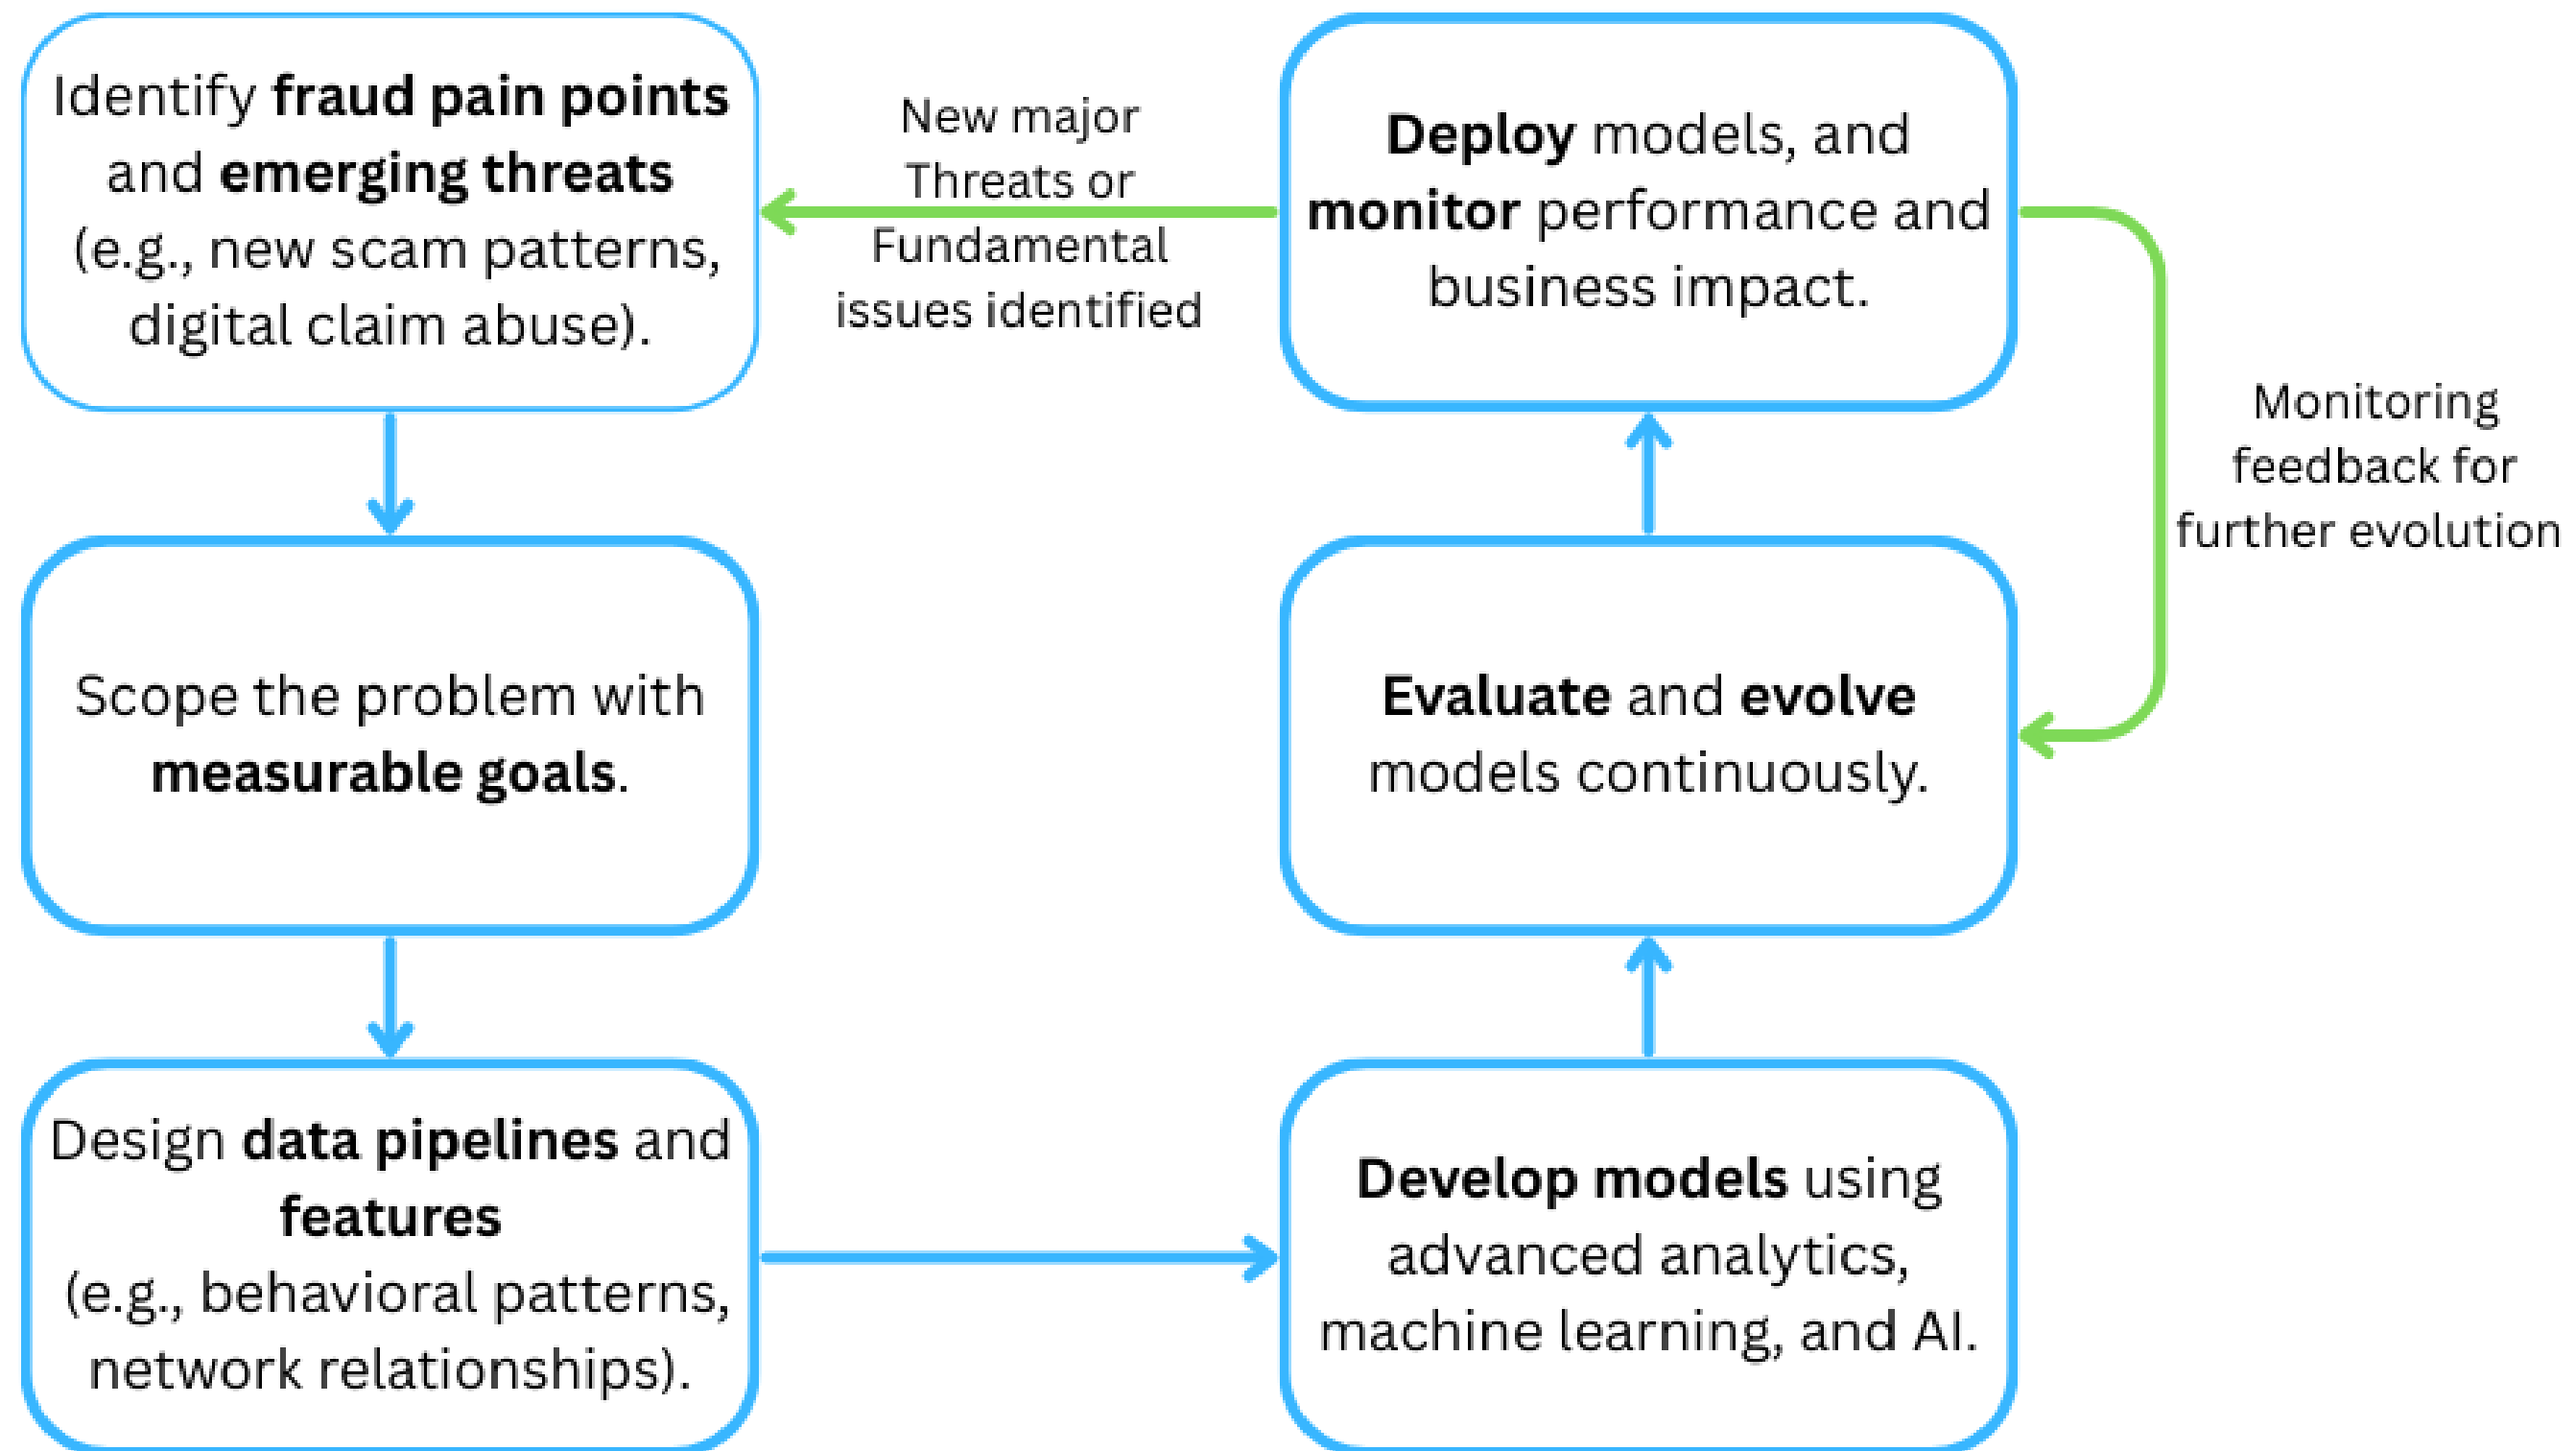 Identify fraud pain points
and emerging threats
(e.g., new scam patterns,
digital claim abuse).
New major
Threats or
Fundamental
issues identified
Deploy models, and
monitor performance and
business impact.
Monitoring
feedback for
further evolution
Scope the problem with
measurable goals.
Evaluate and evolve
models continuously.
Design data pipelines and
features
(e.g., behavioral patterns,
network relationships).
Develop models using
advanced analytics,
machine learning, and AI.